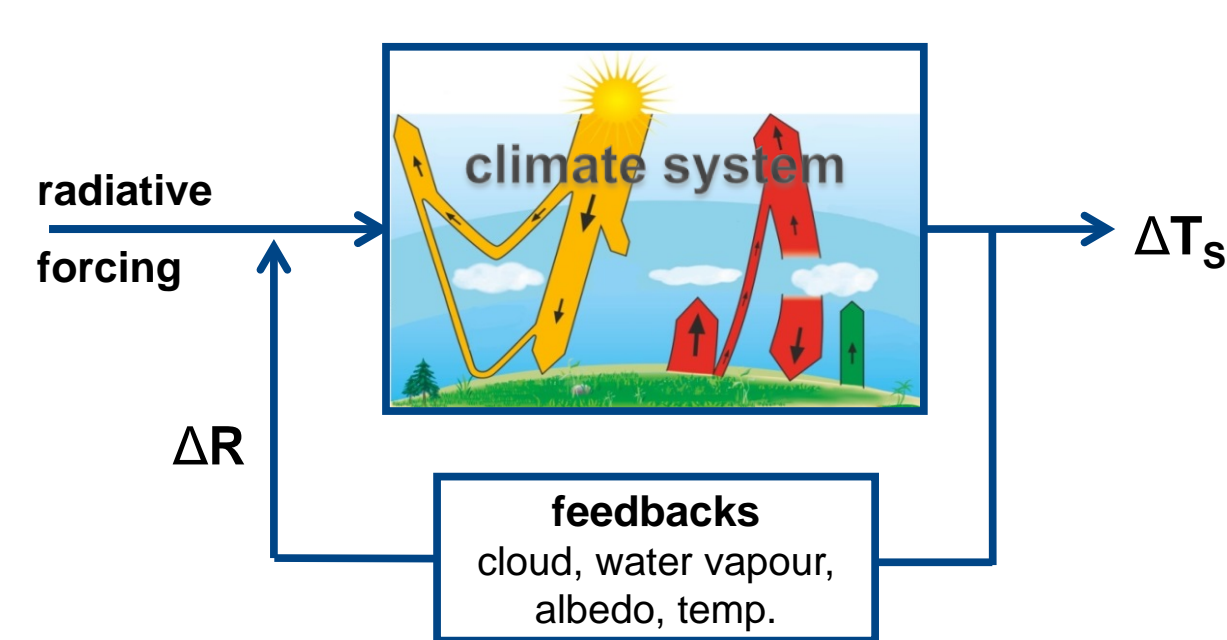 climate system
radiative
forcing
ΔTS
ΔR
feedbacks
cloud, water vapour,
albedo, temp.